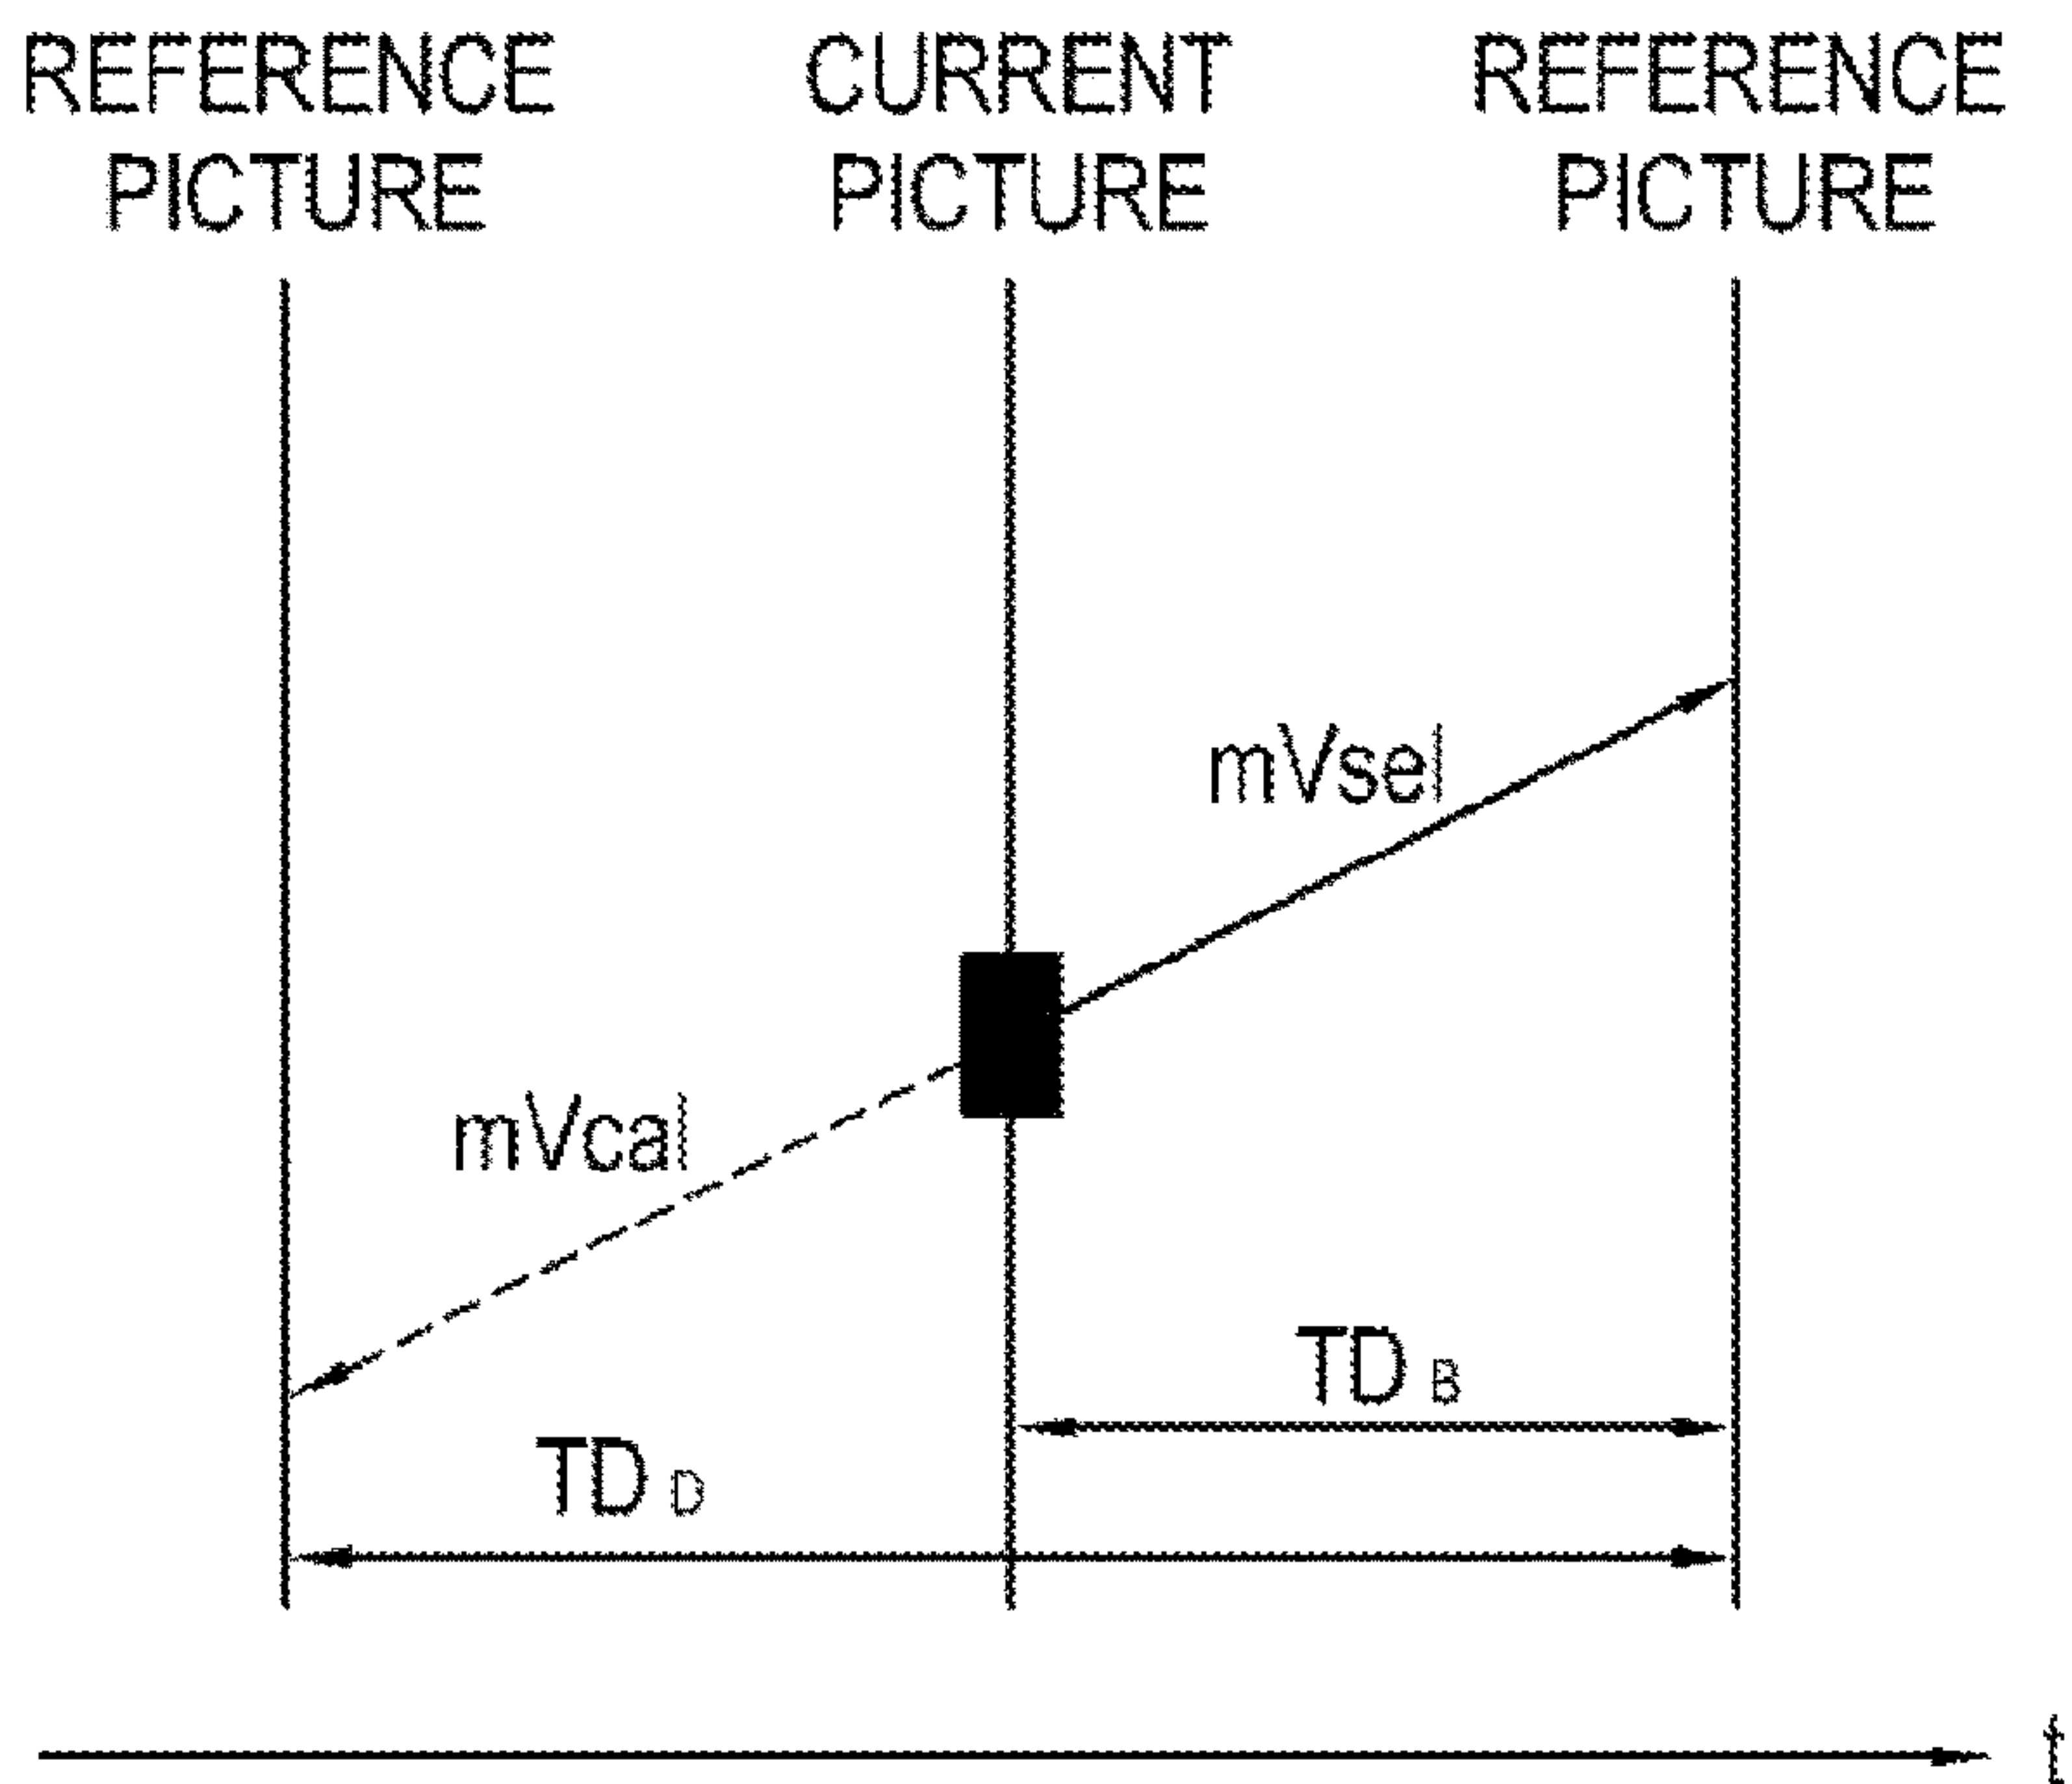 REFERENCE PICTURE
CURRENT PICTURE
REFERENCE PICTURE
mVsel
mVcal
TD B
TD D
t